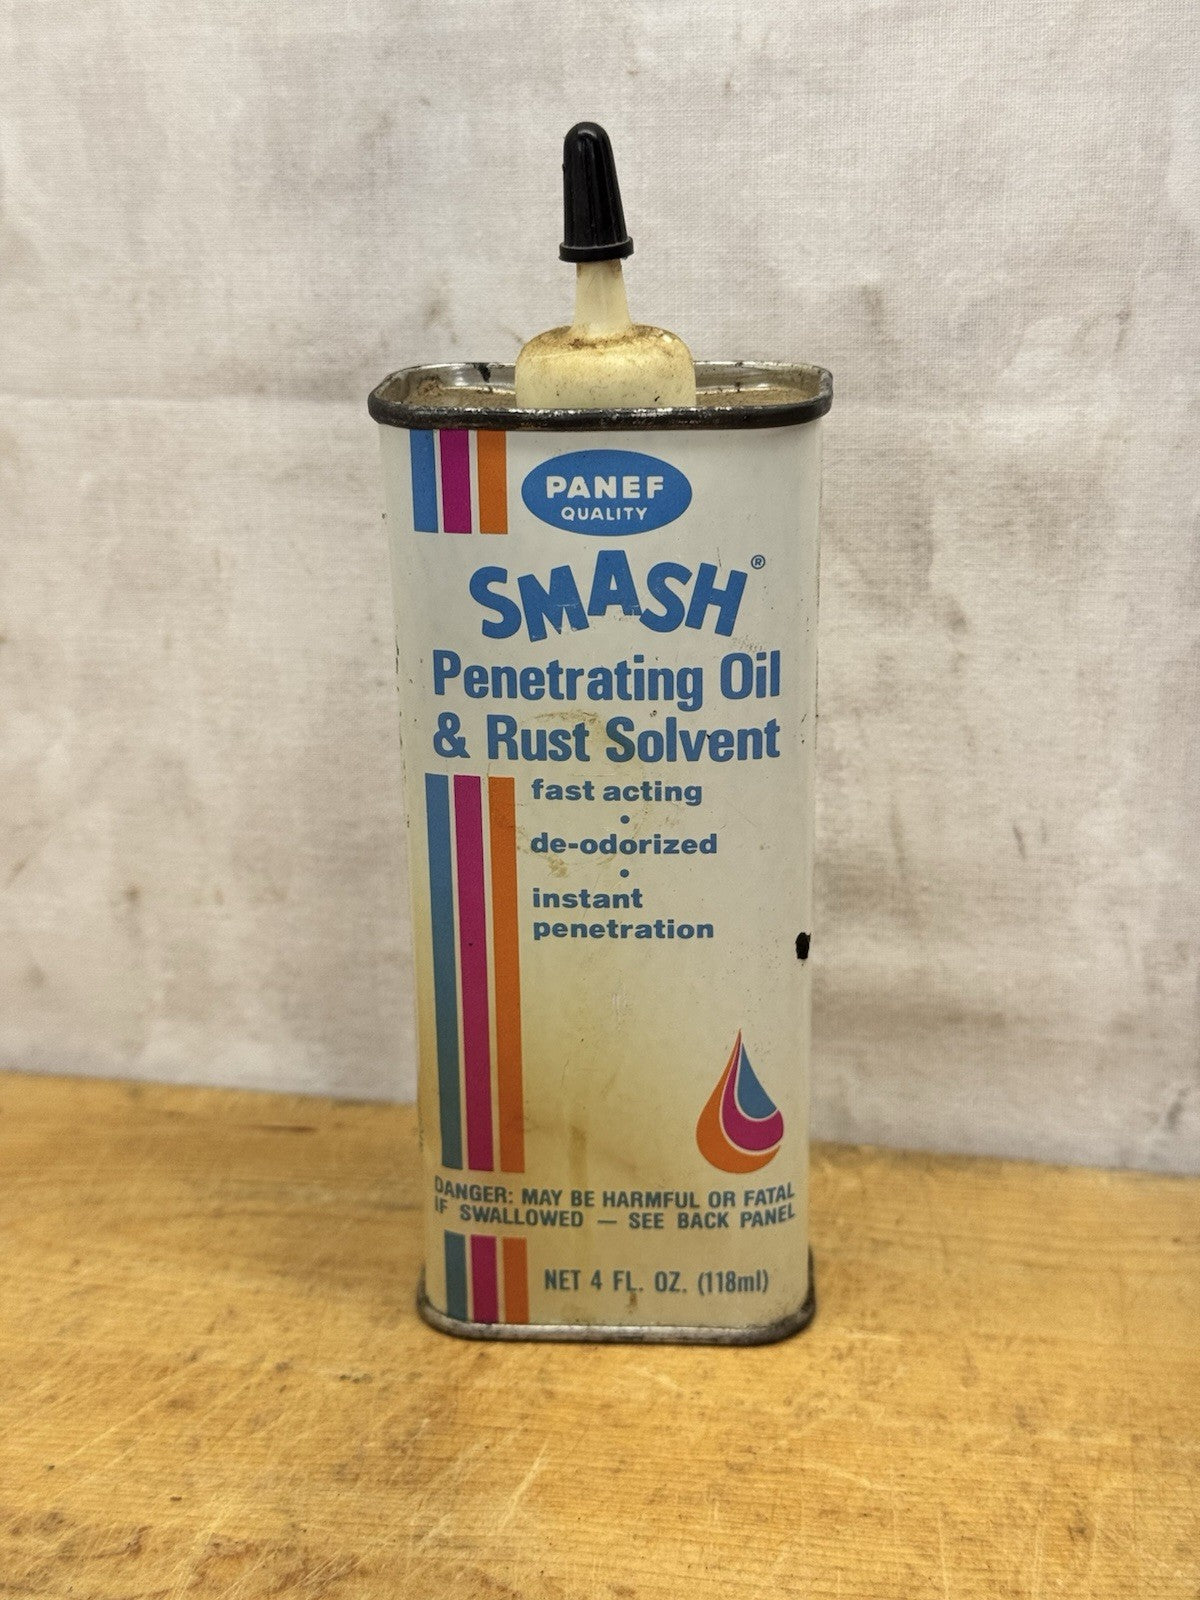 PANEF
QUALITY
SMASH®
Penetrating Oil
& Rust Solvent
fast acting
•
de-odorized
•
instant
penetration
DANGER: MAY BE HARMFUL OR FATAL
IF SWALLOWED — SEE BACK PANEL
NET 4 FL. OZ. (118ml)